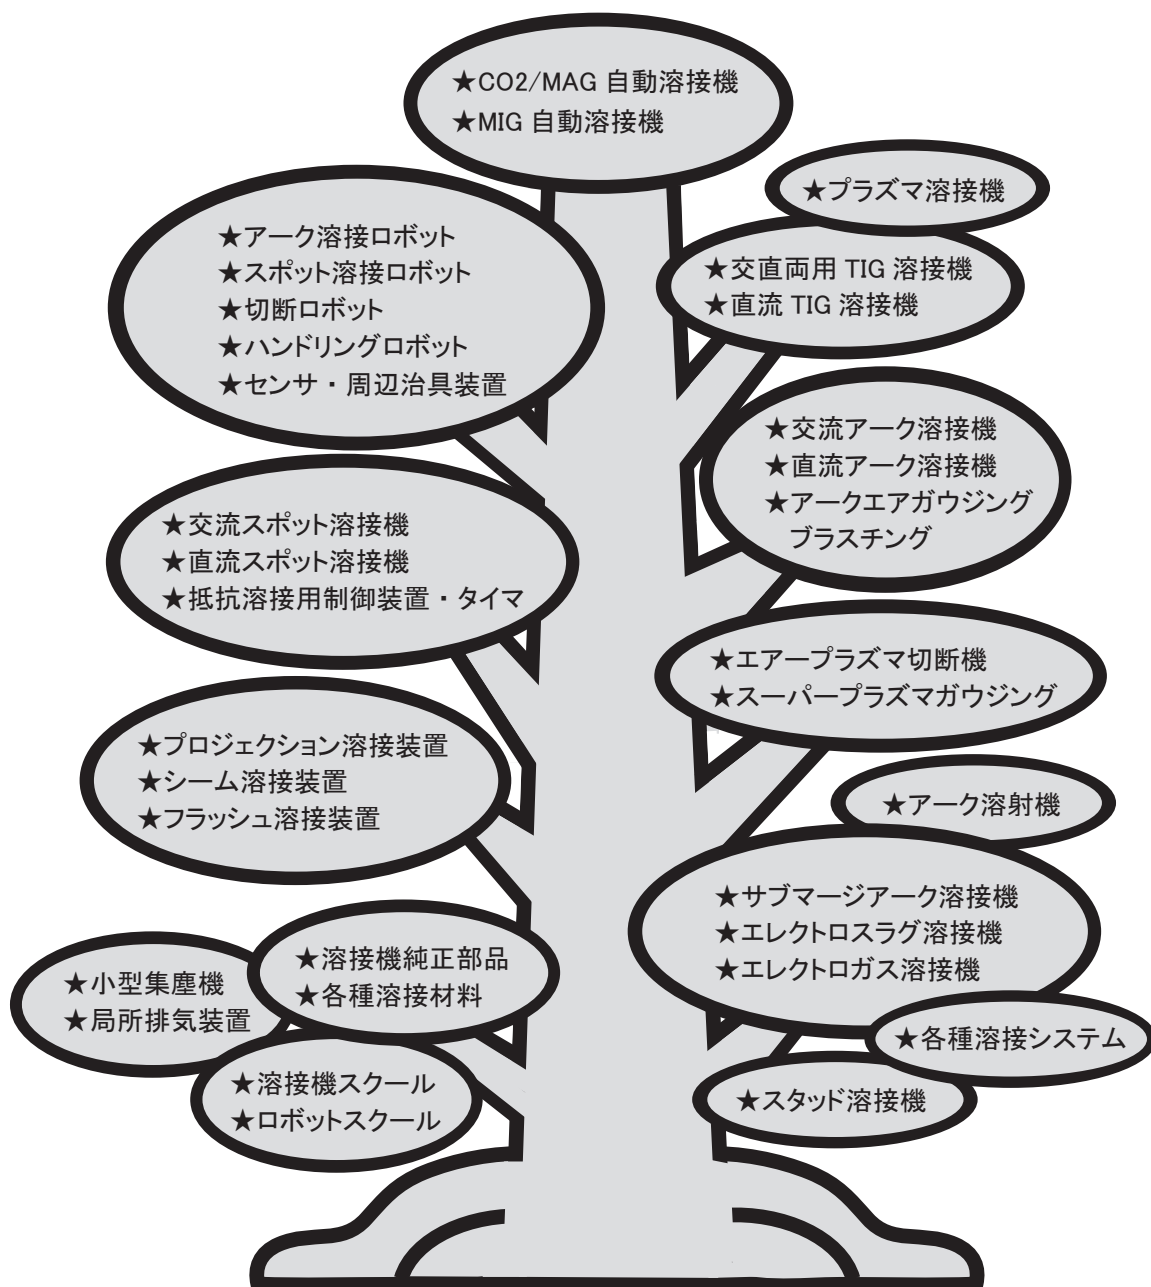 ★CO2/MAG 自動溶接機
★MIG 自動溶接機
★プラズマ溶接機
★交直両用 TIG 溶接機
★直流 TIG 溶接機
★アーク溶接ロボット
★スポット溶接ロボット
★切断ロボット
★ハンドリングロボット
★センサ・周辺治具装置
★交流アーク溶接機
★直流アーク溶接機
★アークエアガウジング
ブラスチング
★交流スポット溶接機
★直流スポット溶接機
★抵抗溶接用制御装置・タイマ
★エアープラズマ切断機
★スーパープラズマガウジング
★プロジェクション溶接装置
★シーム溶接装置
★フラッシュ溶接装置
★アーク溶射機
★サブマージアーク溶接機
★エレクトロスラグ溶接機
★エレクトロガス溶接機
★溶接機純正部品
★各種溶接材料
★小型集塵機
★局所排気装置
★各種溶接システム
★溶接機スクール
★ロボットスクール
★スタッド溶接機